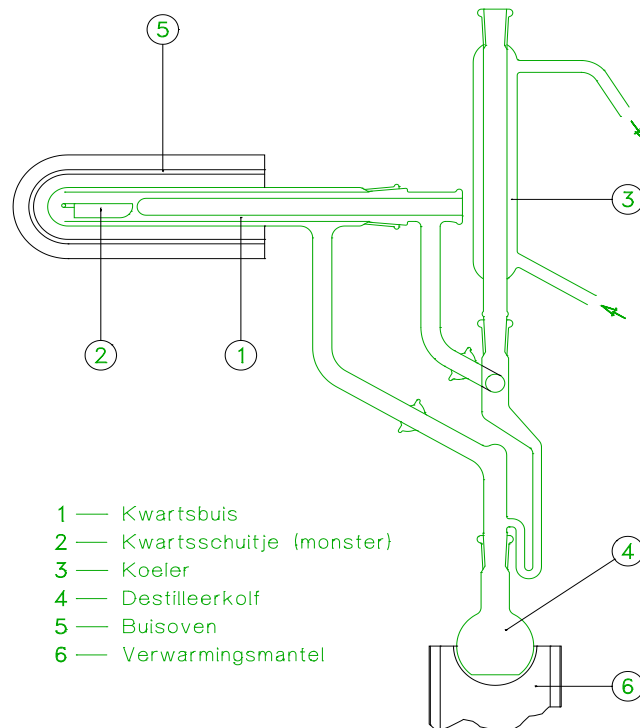 5
3
2
1
1 — Kwartsbuis
2 — Kwartsschuitje (monster)
3 — Koeler
4 — Destilleerkolf
5 — Buisoven
6 — Verwarmingsmantel
4
6